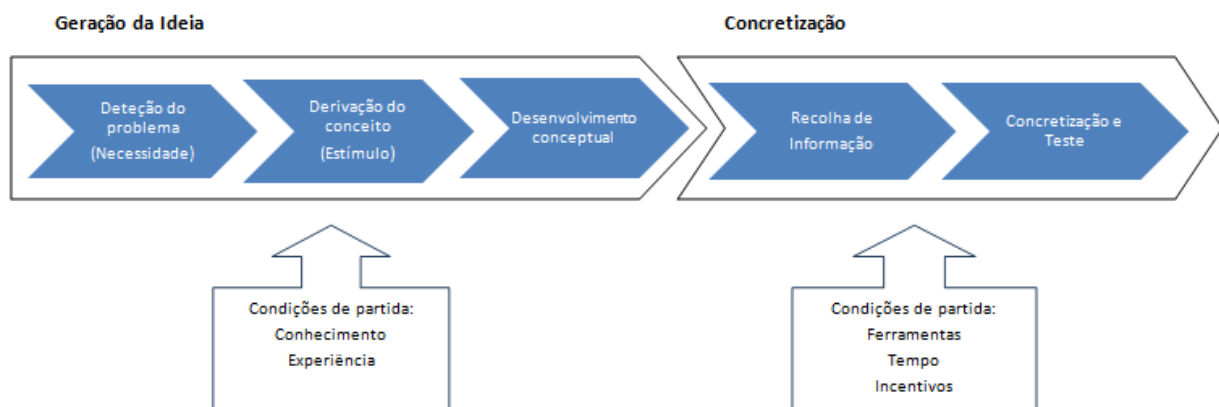 Geração da Ideia
Concretização
Deteção do
problema
(Necessidade)
Derivação do
conceito
(Estímulo)
Desenvolvimento
conceptual
Recolha de
Informação
Concretização e
Teste
Condições de partida:
Conhecimento
Experiência
Condições de partida:
Ferramentas
Tempo
Incentivos